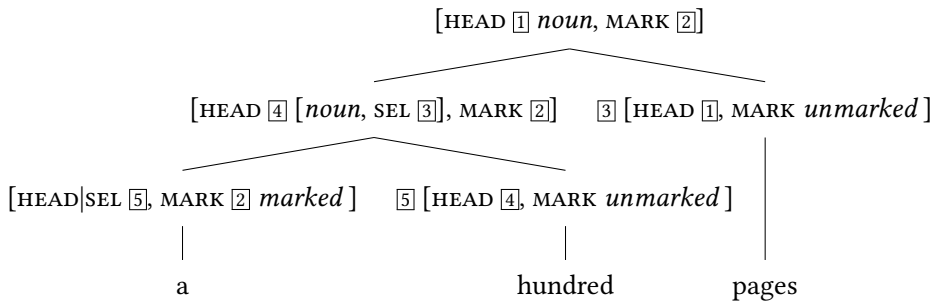 [HEAD 1 noun, MARK 2]
[HEAD 4 [noun, SEL 3], MARK 2] 3 [HEAD 1, MARK unmarked]
[HEAD|SEL 5, MARK 2 marked] 5 [HEAD 4, MARK unmarked]
a hundred pages